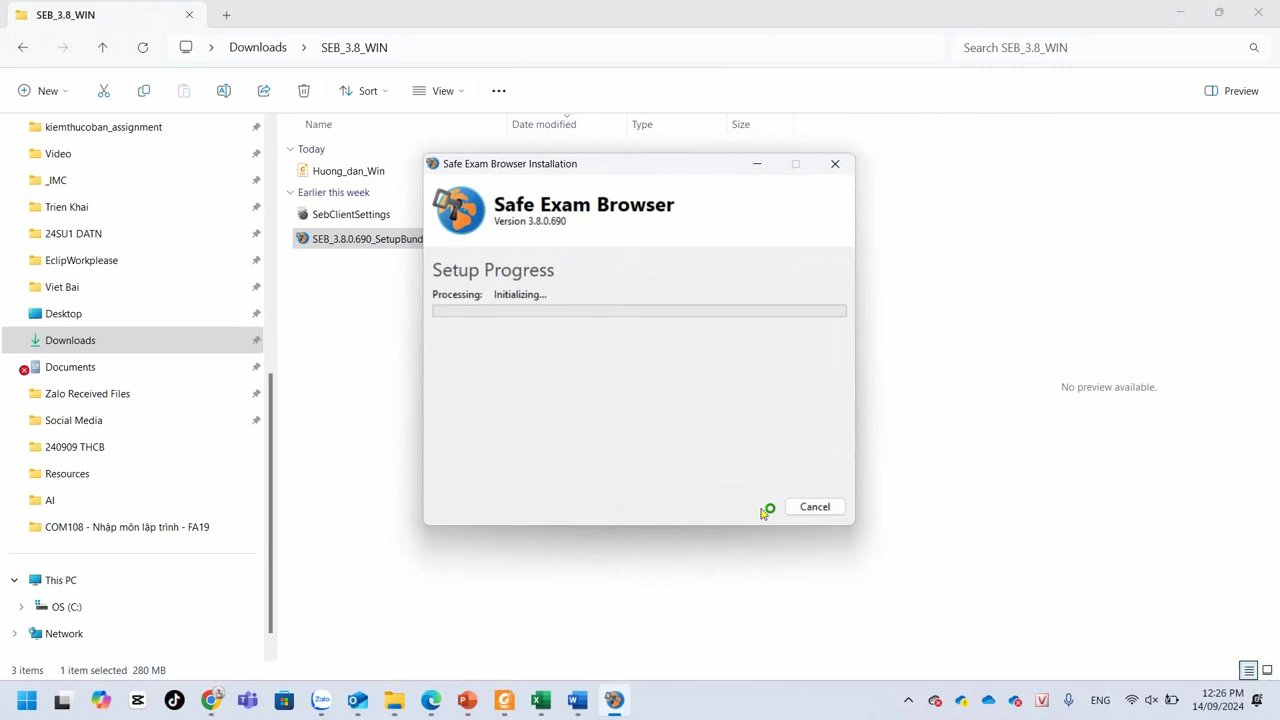 SEB_3.8_WIN
Downloads
SEB_3.8_WIN
Search SEB_3.8_WIN
New
Sort
View
Preview
Name
Date modified
Type
Size
kiemthucoban_assignment
Video
_IMC
Trien Khai
24SU1 DATN
EclipWorkplease
Viet Bai
Desktop
Downloads
Documents
Zalo Received Files
Social Media
240909 THCB
Resources
AI
COM108 - Nhập môn lập trình - FA19
This PC
OS (C:)
Network
Today
Huong_dan_Win
Earlier this week
SebClientSettings
SEB_3.8.0.690_SetupBund
Safe Exam Browser Installation
Safe Exam Browser
Version 3.8.0.690
Setup Progress
Processing: Initializing...
Cancel
No preview available.
3 items
1 item selected 280 MB
ENG
12:26 PM
14/09/2024